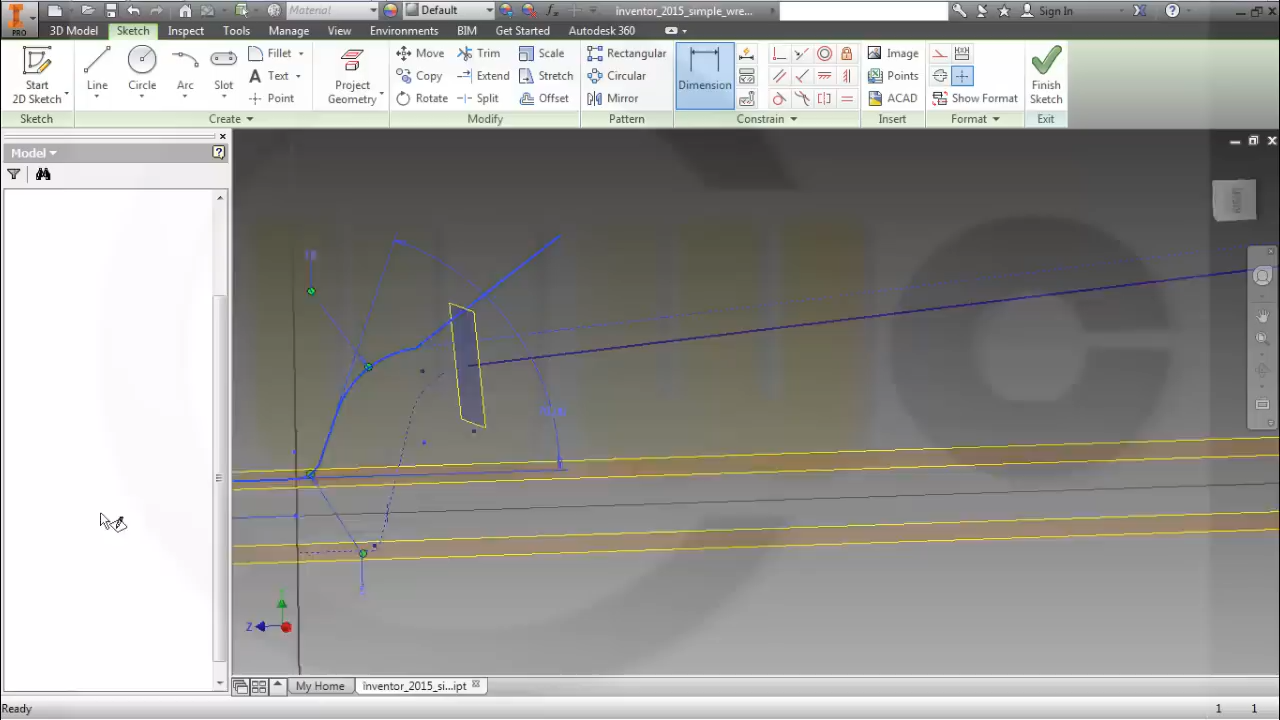 Material
Default
inventor_2015_simple_wre...
Sign In
PRO
3D Model Sketch Inspect Tools Manage View Environments BIM Get Started Autodesk 360
Start
2D Sketch
Line
Circle
Arc
Slot
Fillet
Text
Point
Project
Geometry
Move
Copy
Rotate
Trim
Extend
Split
Scale
Stretch
Offset
Rectangular
Circular
Mirror
Dimension
Image
Points
ACAD
Show Format
Finish
Sketch
Sketch Create Modify Pattern Constrain Insert Format Exit
Model
Z
My Home
inventor_2015_si...ipt
Ready
1 1